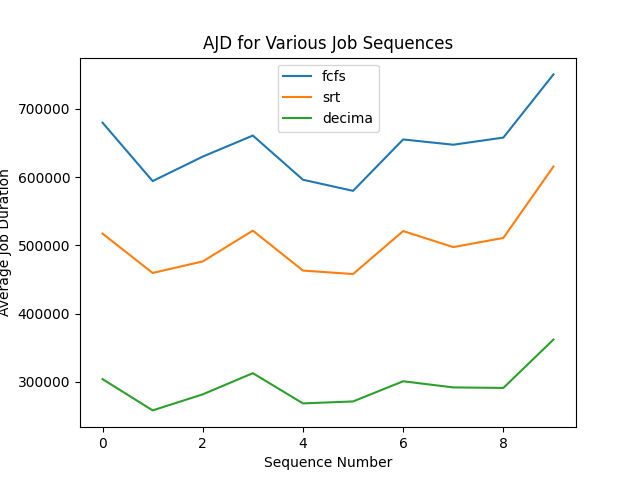 AJD for Various Job Sequences
fcfs
srt
decima
700000
600000
500000
400000
300000
Average Job Duration
0 2 4 6 8
Sequence Number